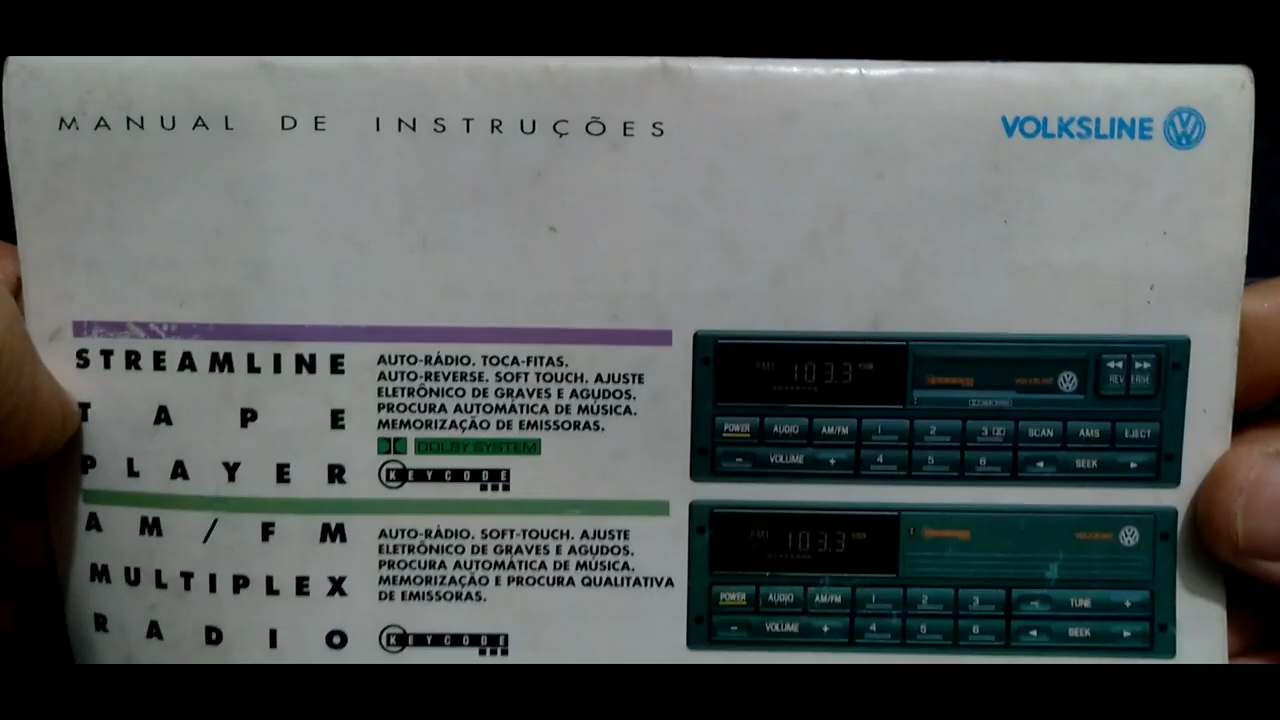 MANUAL DE INSTRUÇÕES
VOLKSLINE
STREAMLINE
TAPE
PLAYER
AUTO-RÁDIO. TOCA-FITAS.
AUTO-REVERSE. SOFT TOUCH. AJUSTE
ELETRÔNICO DE GRAVES E AGUDOS.
PROCURA AUTOMÁTICA DE MÚSICA.
MEMORIZAÇÃO DE EMISSORAS.
DOLBY SYSTEM
KEYCODE
FM1 103.3
VOLKSLINE
REVERSE
POWER AUDIO AM/FM 1 2 3 SCAN AMS EJECT
- VOLUME + 4 5 6 SEEK
AM/FM
MULTIPLEX
RADIO
AUTO-RÁDIO. SOFT-TOUCH. AJUSTE
ELETRÔNICO DE GRAVES E AGUDOS.
PROCURA AUTOMÁTICA DE MÚSICA.
MEMORIZAÇÃO E PROCURA QUALITATIVA
DE EMISSORAS.
KEYCODE
FM1 103.3
VOLKSLINE
POWER AUDIO AM/FM 1 2 3 - TUNE +
- VOLUME + 4 5 6 SEEK